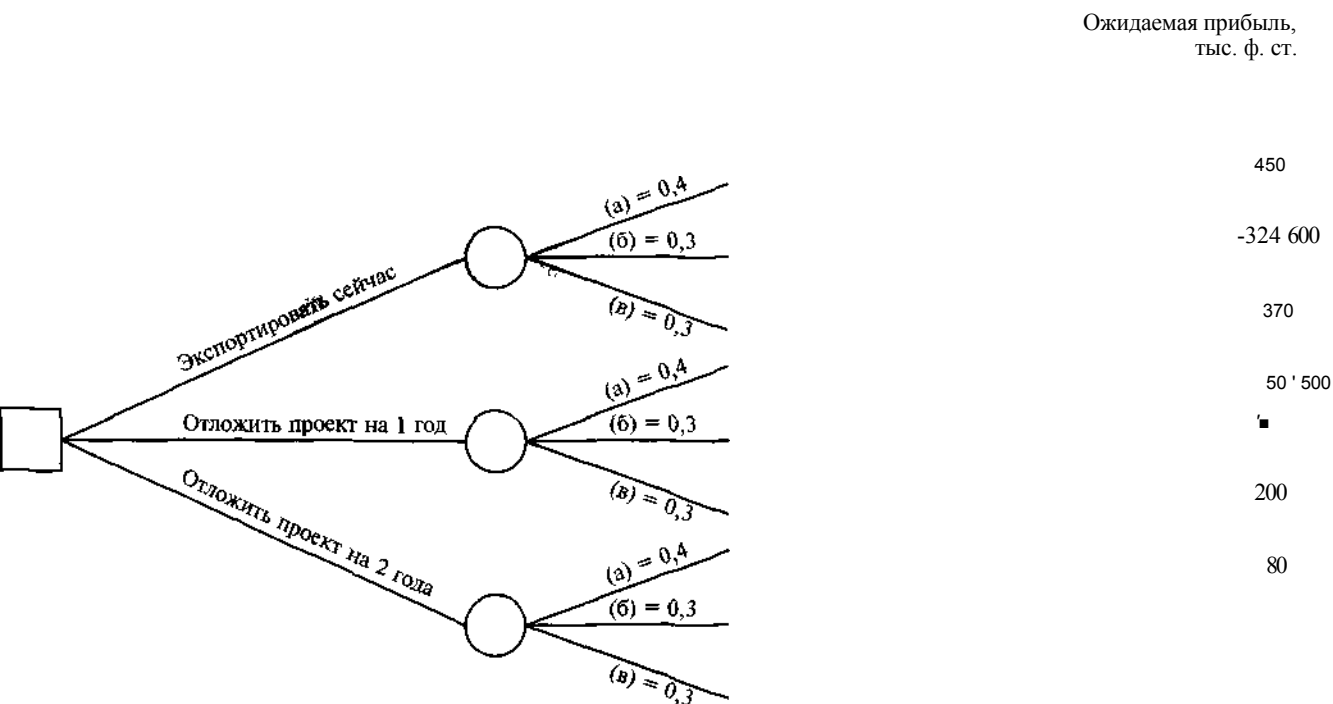 Ожидаемая прибыль,
тыс. ф. ст.
450
(а) = 0,4
-324 600
(б) = 0,3
Экспортировать сейчас
(в) = 0,3
370
(а) = 0,4
50 ' 500
Отложить проект на 1 год
(б) = 0,3
'■
(в) = 0,3
200
Отложить проект на 2 года
(а) = 0,4
80
(б) = 0,3
(в) = 0,3